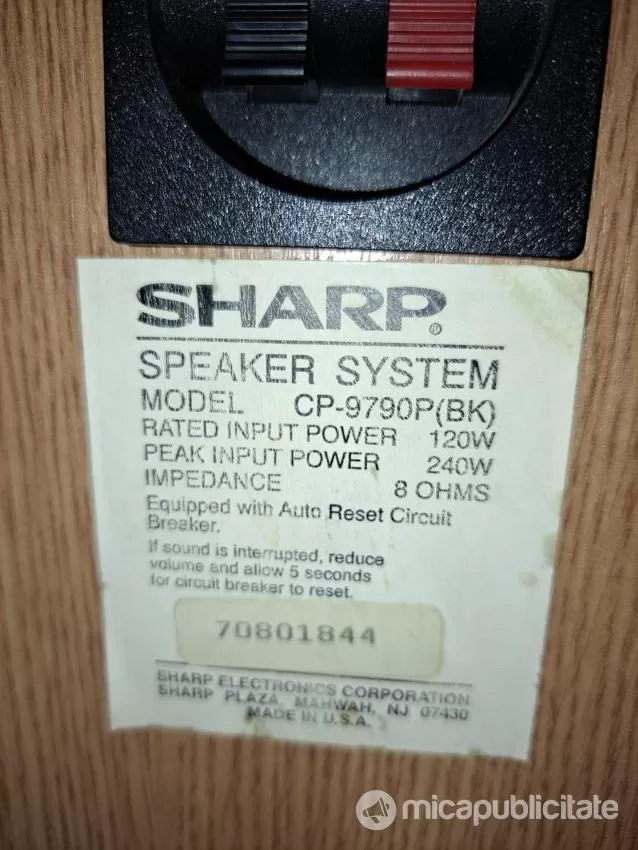 SHARP®
SPEAKER SYSTEM
MODEL CP-9790P(BK)
RATED INPUT POWER 120W
PEAK INPUT POWER 240W
IMPEDANCE 8 OHMS
Equipped with Auto Reset Circuit
Breaker.
If sound is interrupted, reduce
volume and allow 5 seconds
for circuit breaker to reset.
70801844
SHARP ELECTRONICS CORPORATION
SHARP PLAZA, MAHWAH, NJ 07430
MADE IN U.S.A.
micapublicitate